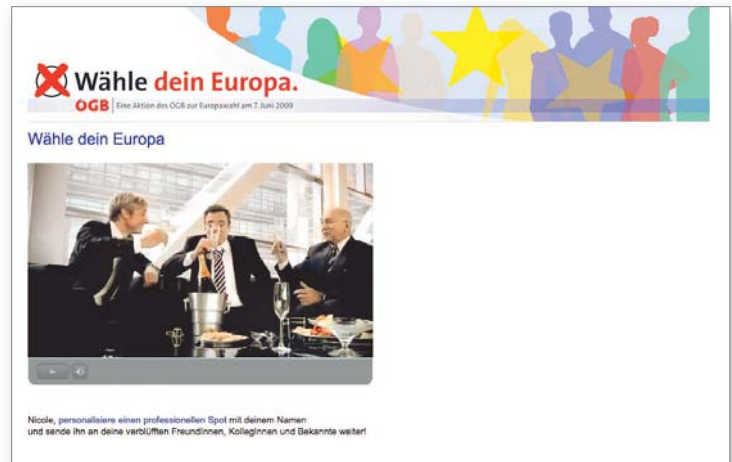 Wähle dein Europa.
ÖGB Eine Aktion des ÖGB zur Europawahl am 7. Juni 2009
Wähle dein Europa
Nicole, personalisiere einen professionellen Spot mit deinem Namen
und sende ihn an deine verblüfften FreundInnen, KollegInnen und Bekannte weiter!